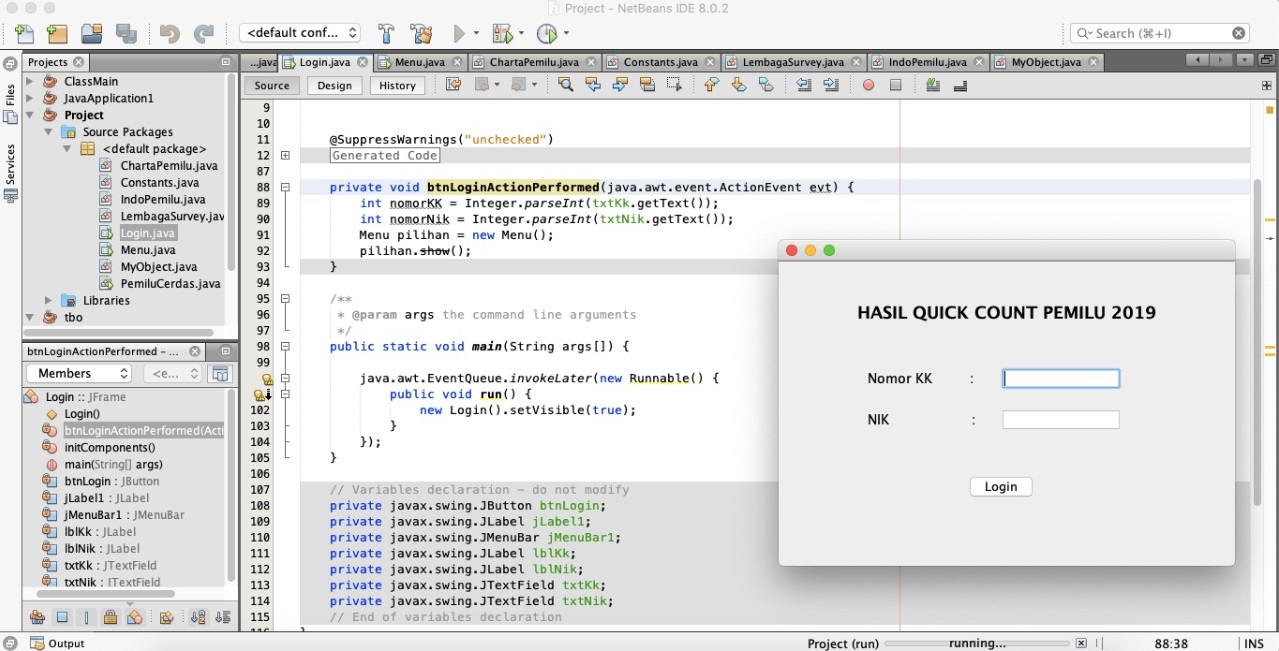 Project - NetBeans IDE 8.0.2
<default conf...
Search (⌘+I)
Projects
...java
Login.java
Menu.java
ChartaPemilu.java
Constants.java
LembagaSurvey.java
IndoPemilu.java
MyObject.java
Source
Design
History
Files
Services
ClassMain
JavaApplication1
Project
Source Packages
<default package>
ChartaPemilu.java
Constants.java
IndoPemilu.java
LembagaSurvey.jav
Login.java
Menu.java
MyObject.java
PemiluCerdas.java
Libraries
tbo
btnLoginActionPerformed - ...
Members
<e...
Login :: JFrame
Login()
btnLoginActionPerformed(Acti
initComponents()
main(String[] args)
btnLogin : JButton
jLabel1 : JLabel
jMenuBar1 : JMenuBar
lblKk : JLabel
lblNik : JLabel
txtKk : JTextField
txtNik : JTextField
9
10
11 @SuppressWarnings("unchecked")
12 Generated Code
87
88 private void btnLoginActionPerformed(java.awt.event.ActionEvent evt) {
89 int nomorKK = Integer.parseInt(txtKk.getText());
90 int nomorNik = Integer.parseInt(txtNik.getText());
91 Menu pilihan = new Menu();
92 pilihan.show();
93 }
94
95 /**
96 * @param args the command line arguments
97 */
98 public static void main(String args[]) {
99
java.awt.EventQueue.invokeLater(new Runnable() {
public void run() {
102 new Login().setVisible(true);
103 }
104 });
105 }
106
107 // Variables declaration - do not modify
108 private javax.swing.JButton btnLogin;
109 private javax.swing.JLabel jLabel1;
110 private javax.swing.JMenuBar jMenuBar1;
111 private javax.swing.JLabel lblKk;
112 private javax.swing.JLabel lblNik;
113 private javax.swing.JTextField txtKk;
114 private javax.swing.JTextField txtNik;
115 // End of variables declaration
HASIL QUICK COUNT PEMILU 2019
Nomor KK :
NIK :
Login
Output
Project (run)
running...
88:38
INS